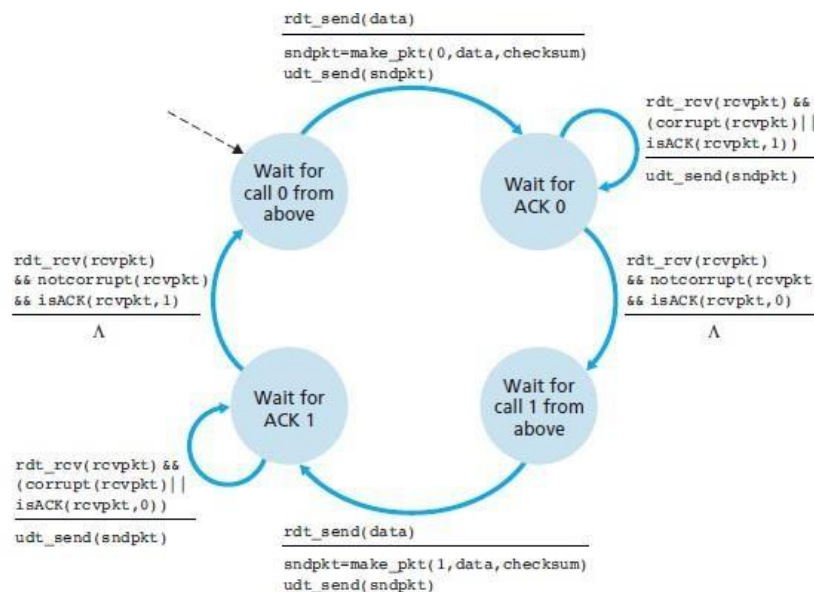 rdt_send(data)
sndpkt=make_pkt(0,data,checksum)
udt_send(sndpkt)
rdt_rcv(rcvpkt) &&
(corrupt(rcvpkt)||
isACK(rcvpkt,1))
udt_send(sndpkt)
Wait for
call 0 from
above
Wait for
ACK 0
rdt_rcv(rcvpkt)
&& notcorrupt(rcvpkt)
&& isACK(rcvpkt,1)
Λ
rdt_rcv(rcvpkt)
&& notcorrupt(rcvpkt
&& isACK(rcvpkt,0)
Λ
Wait for
ACK 1
Wait for
call 1 from
above
rdt_rcv(rcvpkt) &&
(corrupt(rcvpkt)||
isACK(rcvpkt,0))
udt_send(sndpkt)
rdt_send(data)
sndpkt=make_pkt(1,data,checksum)
udt_send(sndpkt)